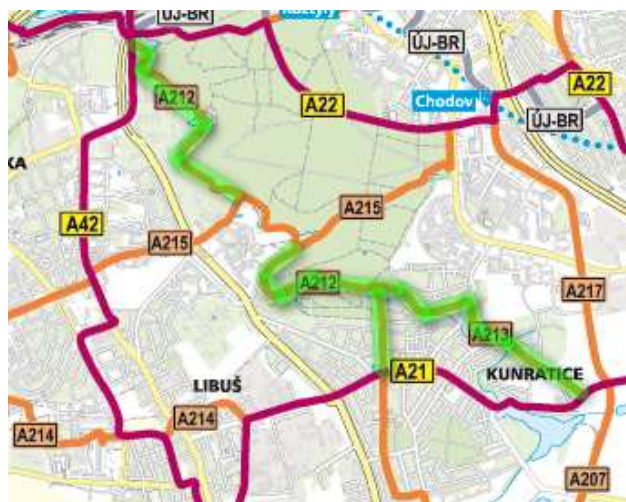 ÚJ-BR
ÚJ-BR
A22
A212
A22
Chodov
ÚJ-BR
KA
A42
A215
A215
A212
A217
A213
LIBUŠ
A21
KUNRATICE
A214
A214
A207